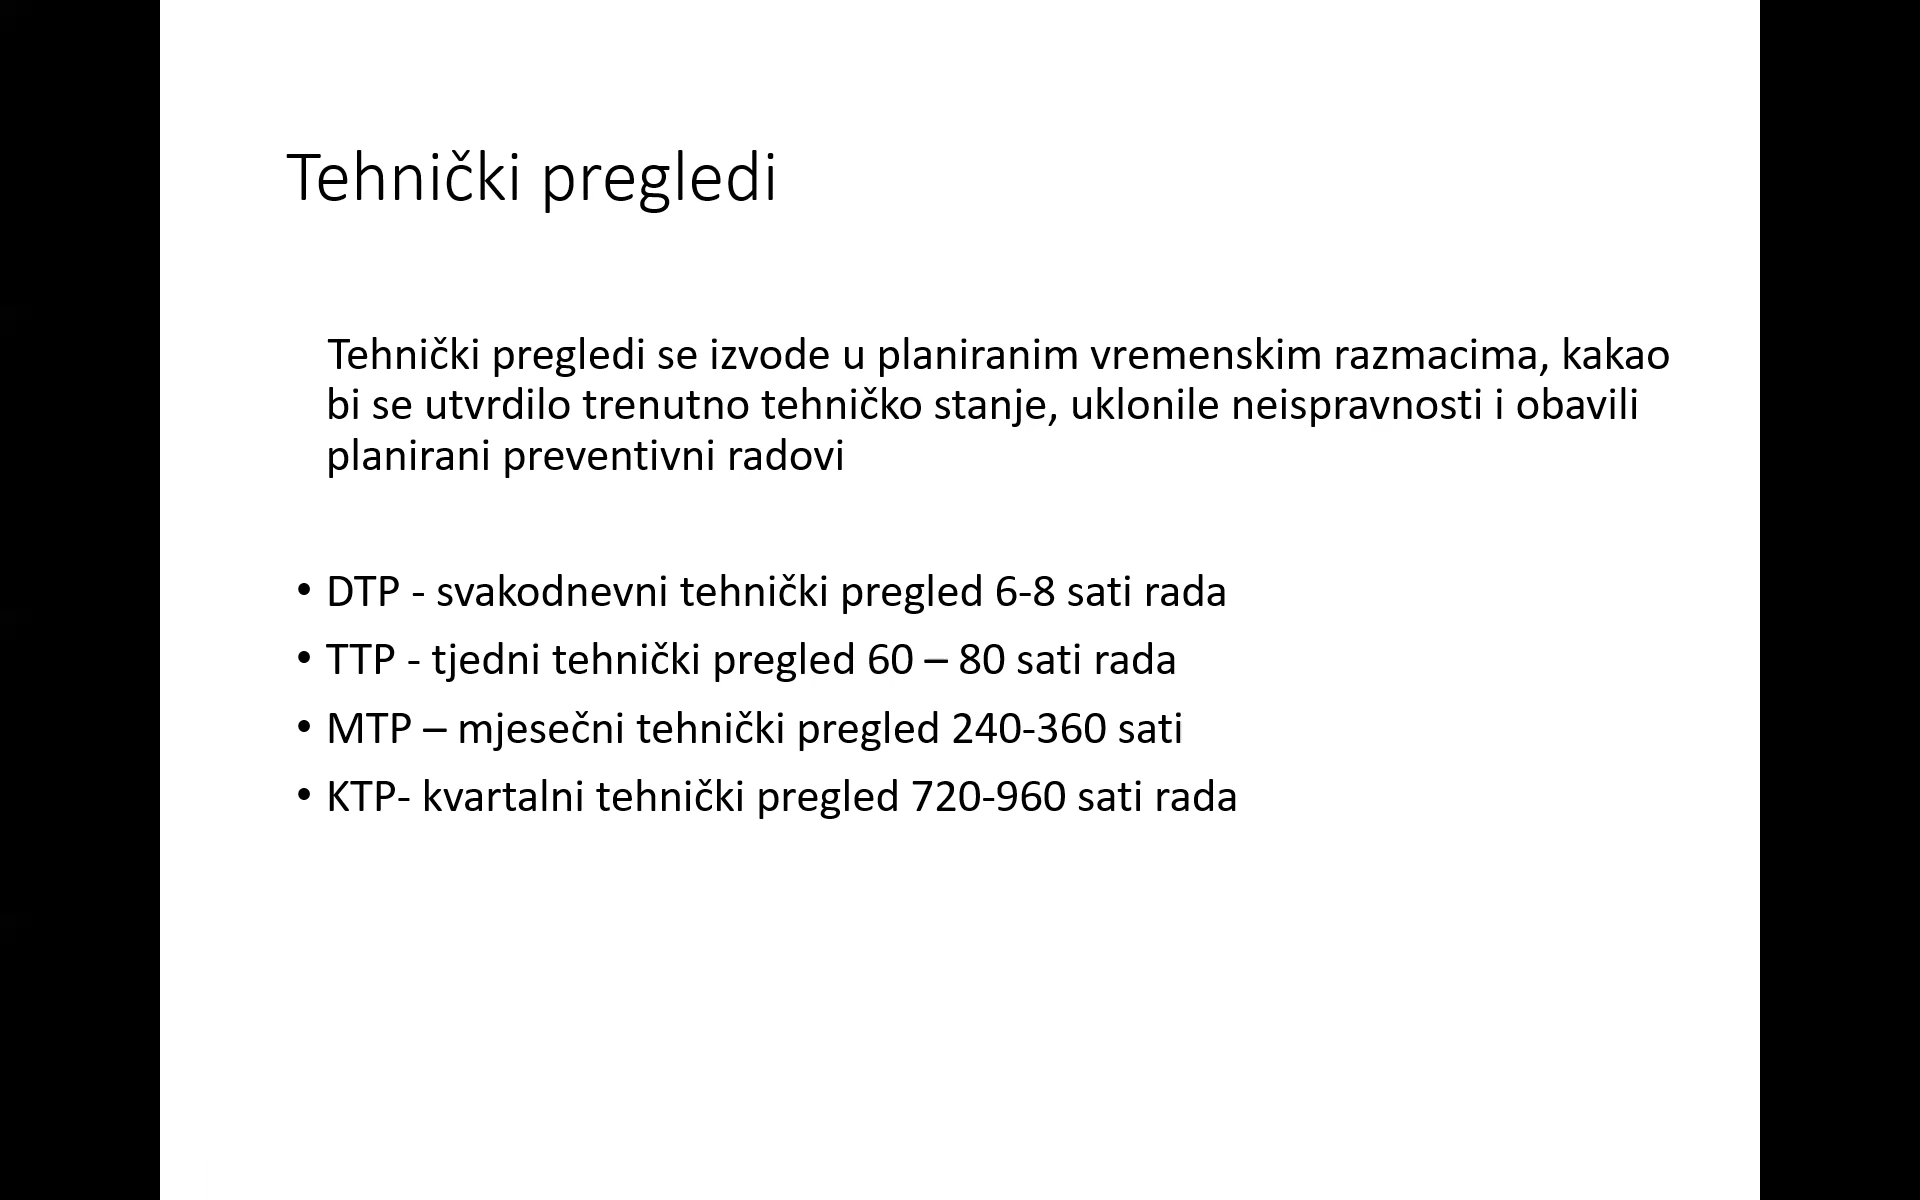 Tehnički pregledi
Tehnički pregledi se izvode u planiranim vremenskim razmacima, kakao
bi se utvrdilo trenutno tehničko stanje, uklonile neispravnosti i obavili
planirani preventivni radovi
• DTP - svakodnevni tehnički pregled 6-8 sati rada
• TTP - tjedni tehnički pregled 60 – 80 sati rada
• MTP – mjesečni tehnički pregled 240-360 sati
• KTP- kvartalni tehnički pregled 720-960 sati rada